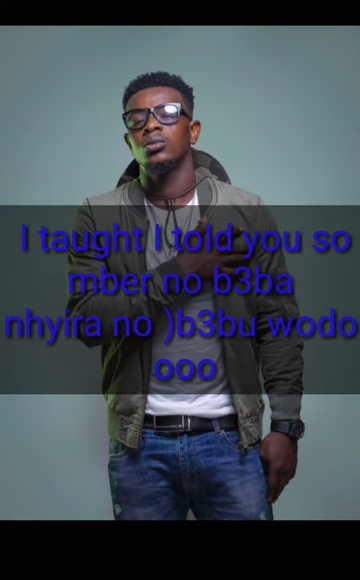 I taught I told you so
mber no b3ba
nhyira no )b3bu wodo
ooo